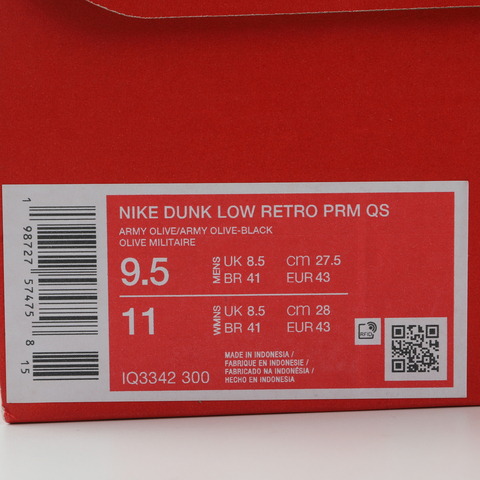 1 98727 57475 8 15
NIKE DUNK LOW RETRO PRM QS
ARMY OLIVE/ARMY OLIVE-BLACK
OLIVE MILITAIRE
9.5 MENS UK 8.5 cm 27.5
BR 41 EUR 43
11 WMNS UK 8.5 cm 28
BR 41 EUR 43
MADE IN INDONESIA /
FABRIQUE EN INDONESIE /
FABRICADO NA INDONÉSIA /
HECHO EN INDONESIA
IQ3342 300
RFID